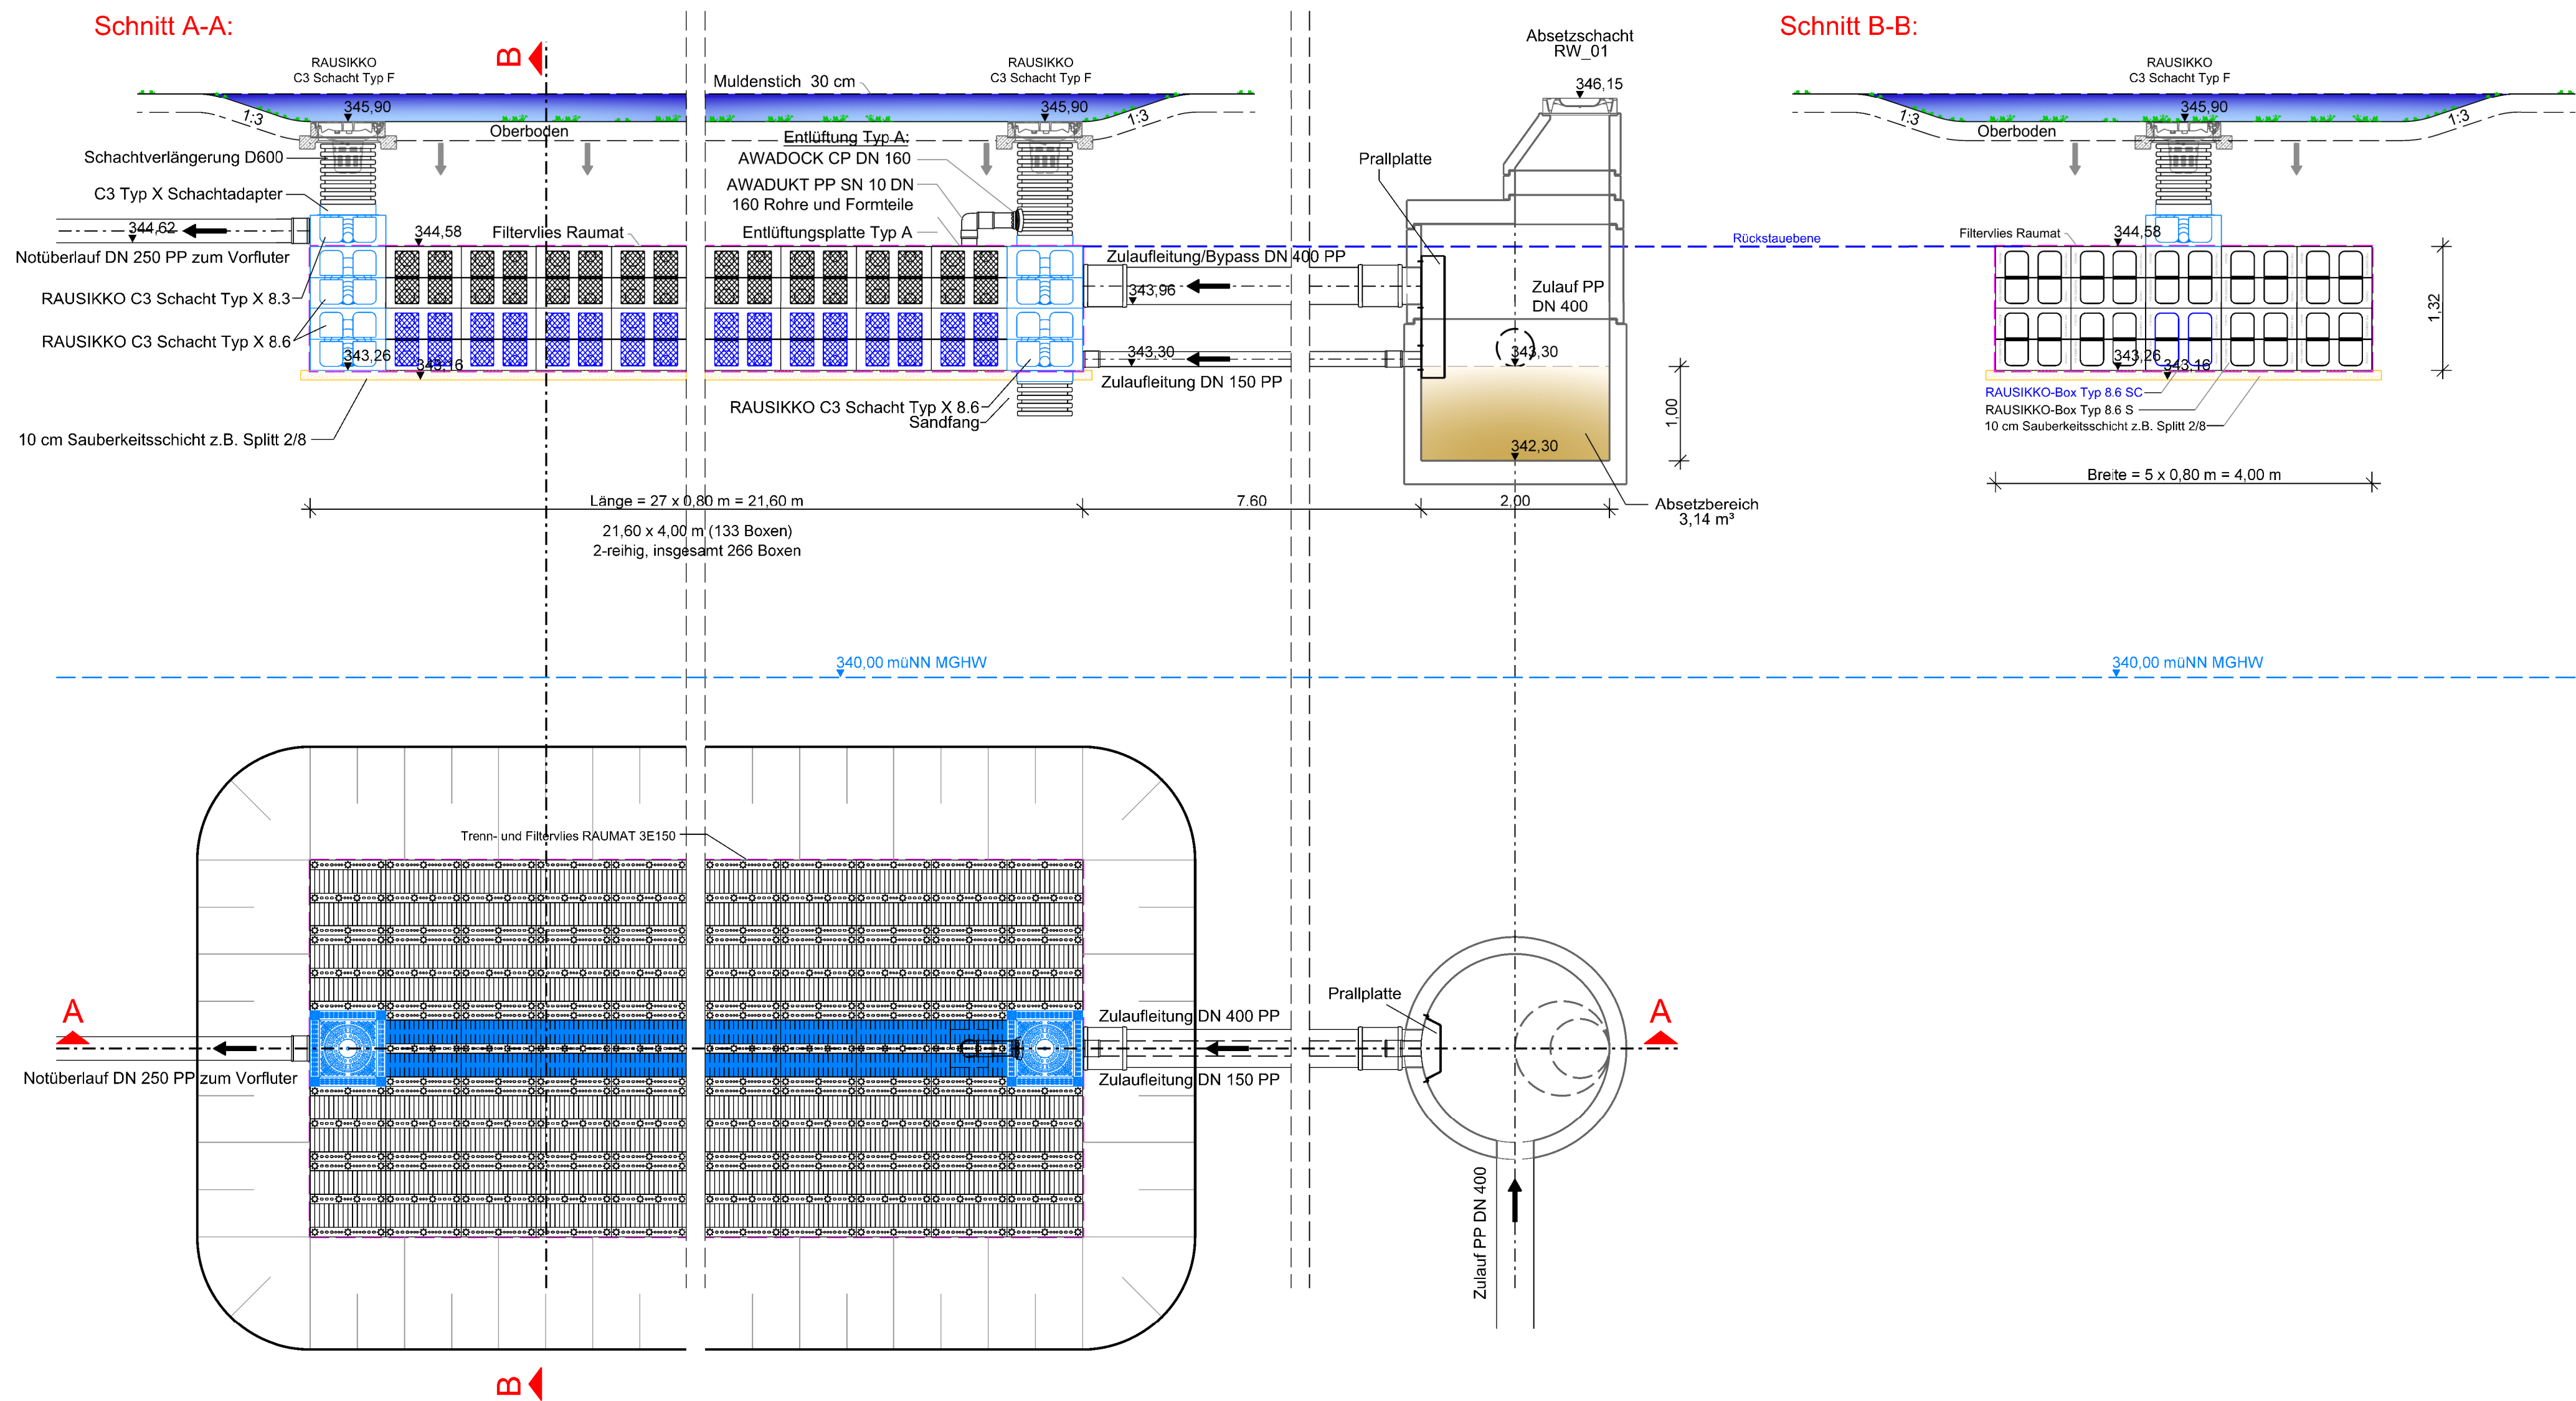 Schnitt A-A:
RAUSIKKO
C3 Schacht Typ F
B
Muldenstich 30 cm
RAUSIKKO
C3 Schacht Typ F
Absetzschacht
RW_01
346,15
1:3
345,90
Oberboden
345,90
1:3
Schachtverlängerung D600
C3 Typ X Schachtadapter
Entlüftung Typ A:
AWADOCK CP DN 160
AWADUKT PP SN 10 DN
160 Rohre und Formteile
Entlüftungsplatte Typ A
Prallplatte
344,62
Notüberlauf DN 250 PP zum Vorfluter
344,58
Filtervlies Raumat
RAUSIKKO C3 Schacht Typ X 8.3
RAUSIKKO C3 Schacht Typ X 8.6
343,26
343,16
10 cm Sauberkeitsschicht z.B. Splitt 2/8
RAUSIKKO C3 Schacht Typ X 8.6
Sandfang
Zulaufleitung/Bypass DN 400 PP
343,96
343,30
Zulaufleitung DN 150 PP
Zulauf PP
DN 400
343,30
342,30
1,00
Absetzbereich
3,14 m³
Länge = 27 x 0,80 m = 21,60 m
7.60
2,00
21,60 x 4,00 m (133 Boxen)
2-reihig, insgesamt 266 Boxen
Schnitt B-B:
RAUSIKKO
C3 Schacht Typ F
1:3
345,90
1:3
Oberboden
Rückstauebene
Filtervlies Raumat
344,58
1,32
343,26
343,16
RAUSIKKO-Box Typ 8.6 SC
RAUSIKKO-Box Typ 8.6 S
10 cm Sauberkeitsschicht z.B. Splitt 2/8
Breite = 5 x 0,80 m = 4,00 m
340,00 müNN MGHW
340,00 müNN MGHW
Trenn- und Filtervlies RAUMAT 3E150
A
Notüberlauf DN 250 PP zum Vorfluter
Zulaufleitung DN 400 PP
Zulaufleitung DN 150 PP
Prallplatte
A
Zulauf PP DN 400
B